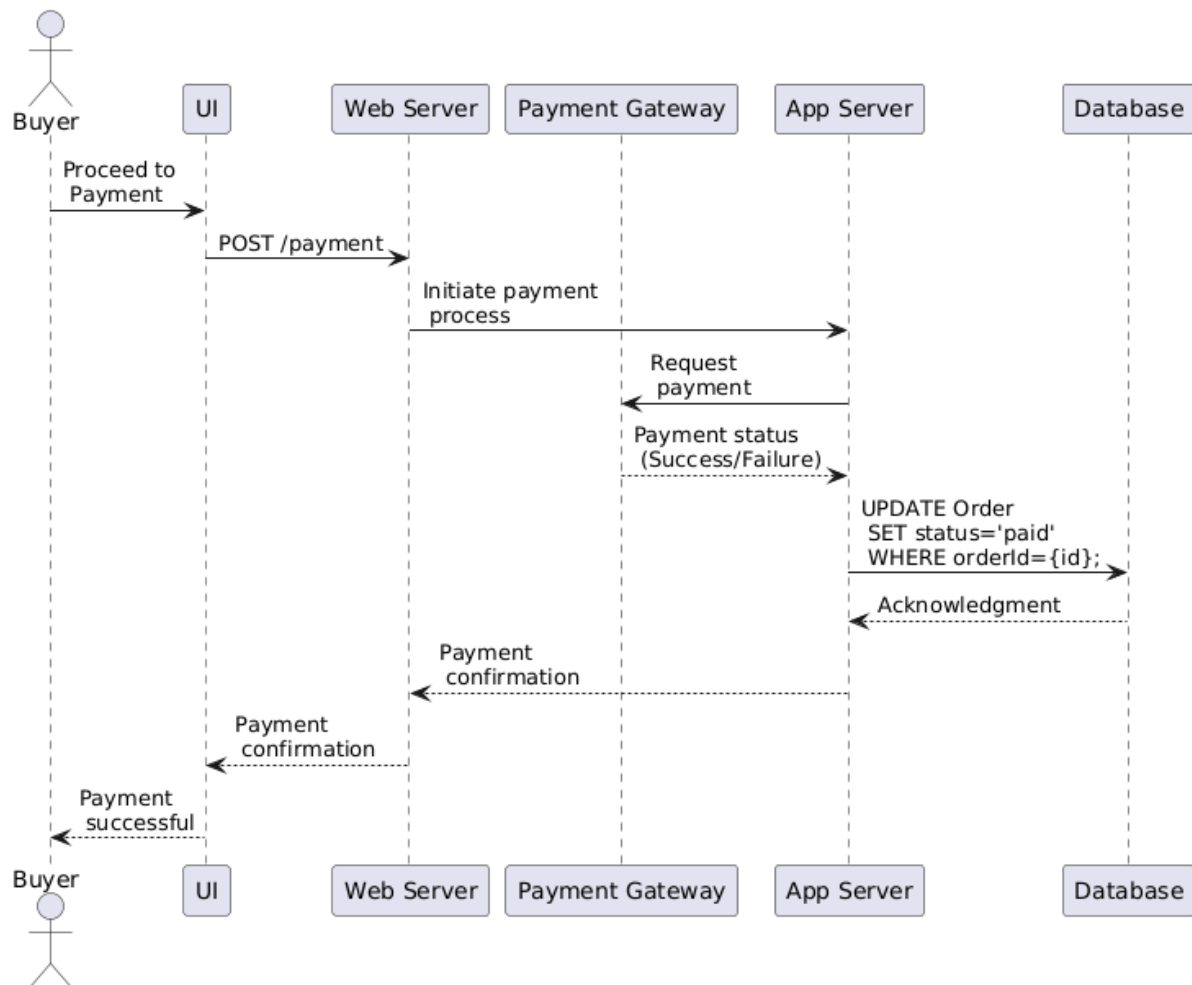 Buyer
UI
Web Server
Payment Gateway
App Server
Database
Proceed to
Payment
POST /payment
Initiate payment
process
Request
payment
Payment status
(Success/Failure)
UPDATE Order
SET status='paid'
WHERE orderId={id};
Acknowledgment
Payment
confirmation
Payment
confirmation
Payment
successful
Buyer
UI
Web Server
Payment Gateway
App Server
Database